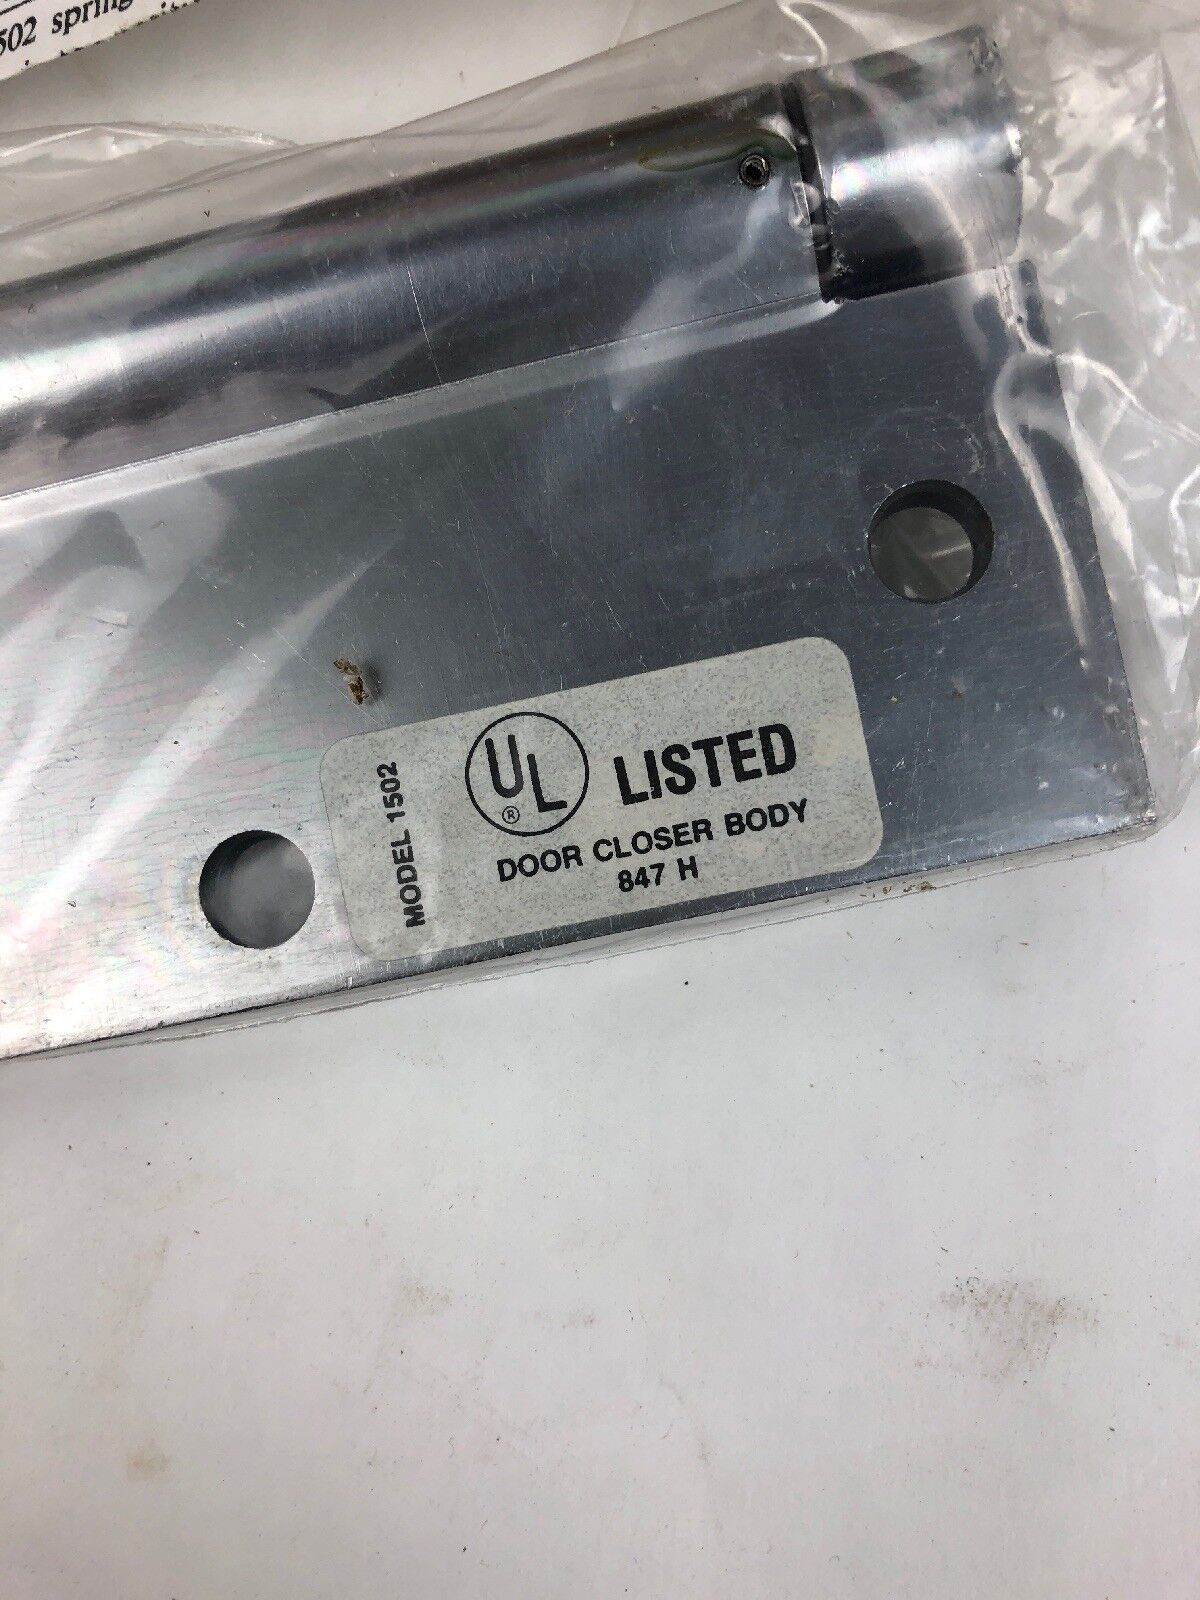 502 spring
MODEL 1502
UL ® LISTED
DOOR CLOSER BODY
847 H